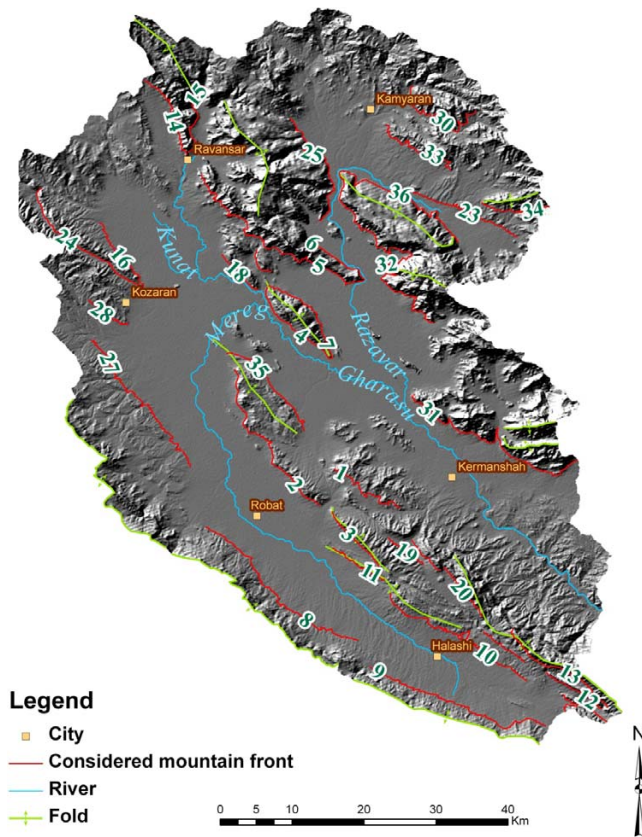 Kamyaran
30
15
14
33
Ravansar
25
36
23
34
6
24
16
Kunat
18
5
32
Kozaran
28
Mereg
4
7
Razavar
27
35
Gharasu
31
1
Kermanshah
2
Robat
3
19
11
20
8
10
Halashi
9
13
12
Legend
City
Considered mountain front
River
Fold
0 5 10 20 30 40
Km
N